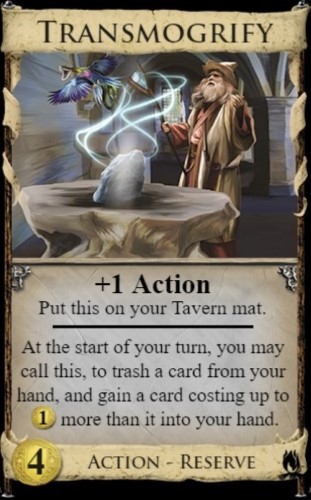 TRANSMOGRIFY
+1 Action
Put this on your Tavern mat.
At the start of your turn, you may
call this, to trash a card from your
hand, and gain a card costing up to
1 more than it into your hand.
4 ACTION - RESERVE